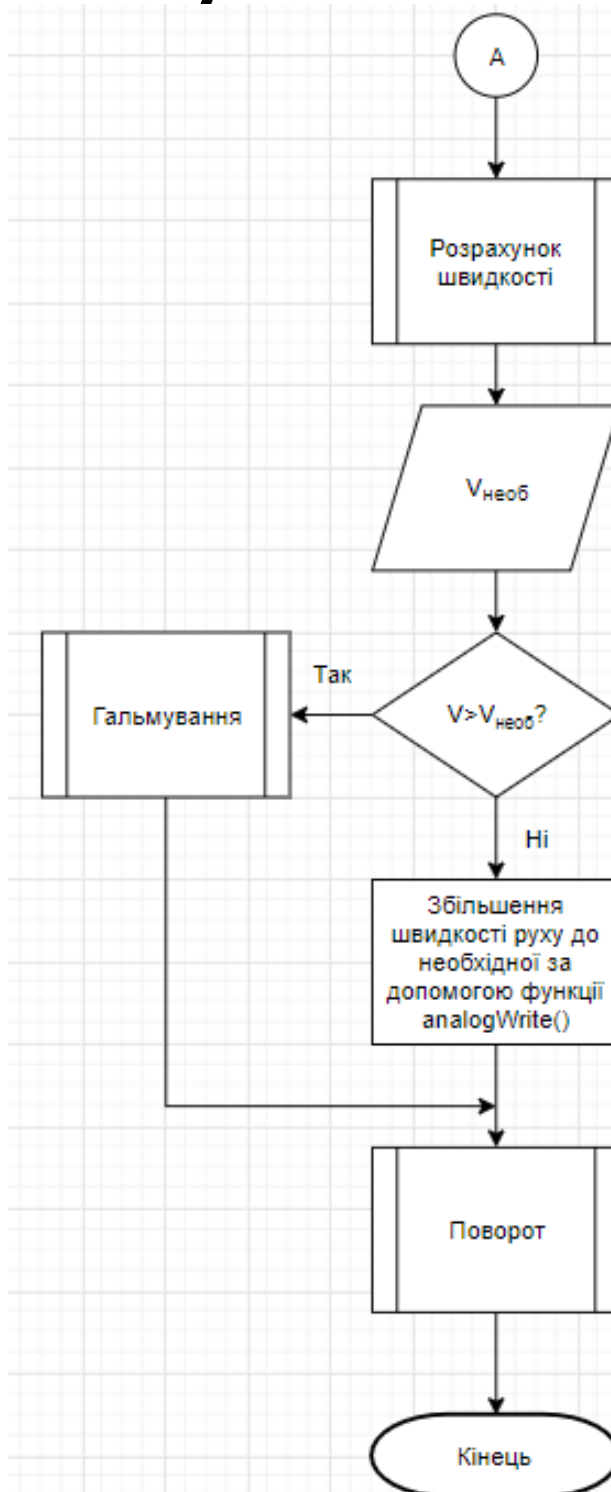 A
Розрахунок
швидкості
Vнеоб
V>Vнеоб?
Так
Гальмування
Ні
Збільшення
швидкості руху до
необхідної за
допомогою функції
analogWrite()
Поворот
Кінець